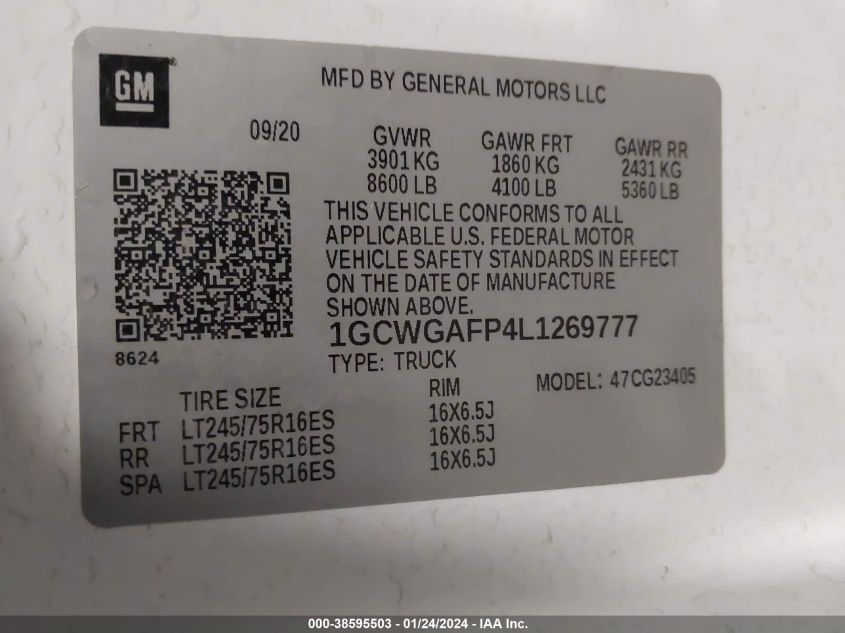 GM
MFD BY GENERAL MOTORS LLC
09/20
GVWR GAWR FRT GAWR RR
3901 KG 1860 KG 2431 KG
8600 LB 4100 LB 5360 LB
THIS VEHICLE CONFORMS TO ALL
APPLICABLE U.S. FEDERAL MOTOR
VEHICLE SAFETY STANDARDS IN EFFECT
ON THE DATE OF MANUFACTURE
SHOWN ABOVE.
1GCWGAFP4L1269777
8624
TYPE: TRUCK
MODEL: 47CG23405
TIRE SIZE RIM
FRT LT245/75R16ES 16X6.5J
RR LT245/75R16ES 16X6.5J
SPA LT245/75R16ES 16X6.5J
000-38595503 - 01/24/2024 - IAA Inc.